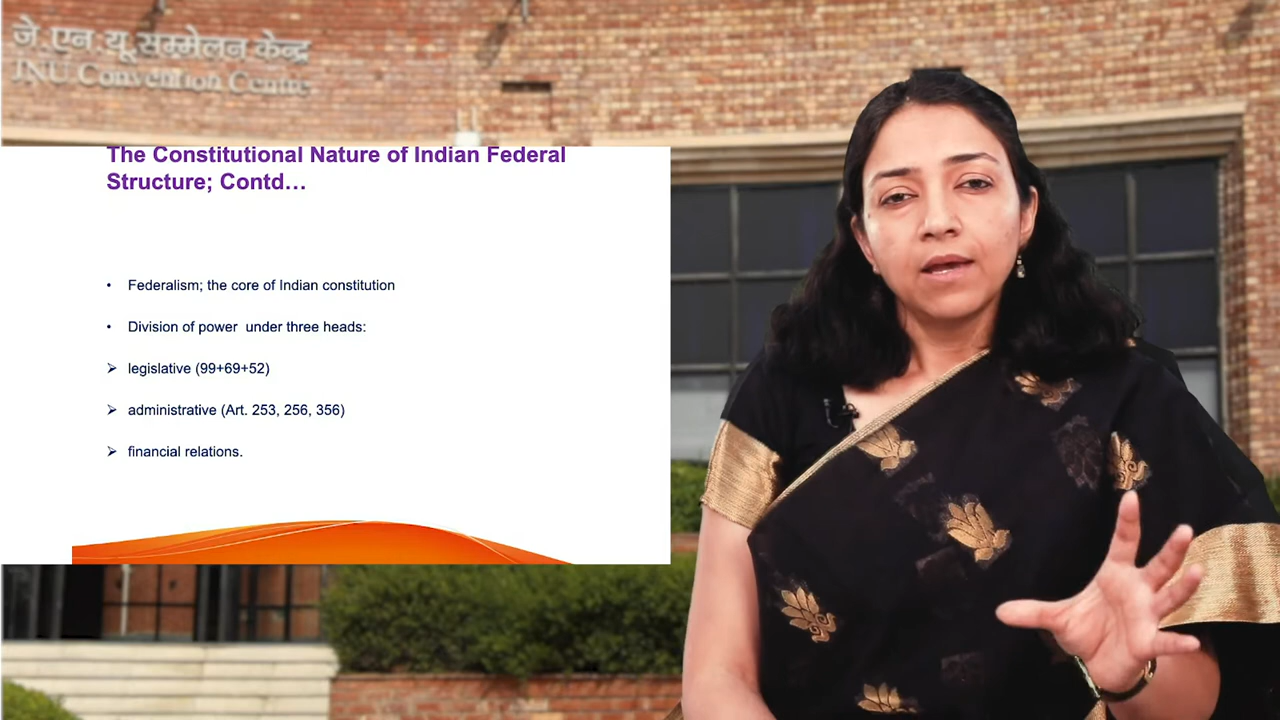 जे.एन.यू.सम्मेलन केन्द्र
JNU Convention Centre
The Constitutional Nature of Indian Federal
Structure; Contd…
• Federalism; the core of Indian constitution
• Division of power  under three heads:
➢ legislative (99+69+52)
➢ administrative (Art. 253, 256, 356)
➢ financial relations.